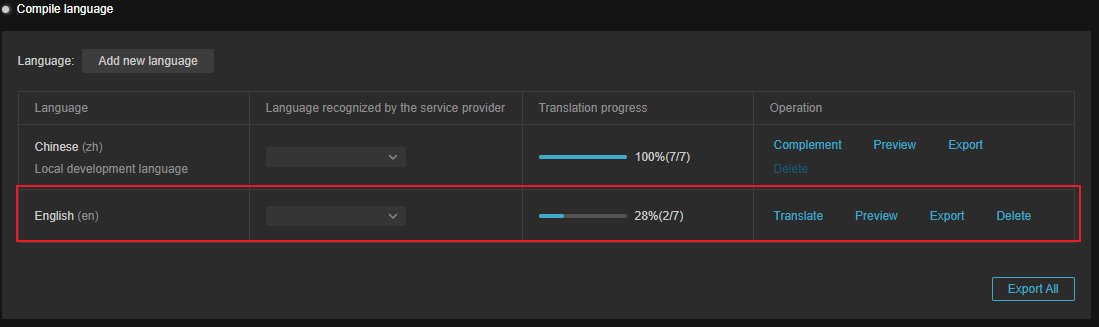 Compile language
Language: Add new language
Language Language recognized by the service provider Translation progress Operation
Chinese (zh)
Local development language
100%(7/7)
Complement Preview Export
Delete
English (en) 28%(2/7) Translate Preview Export Delete
Export All